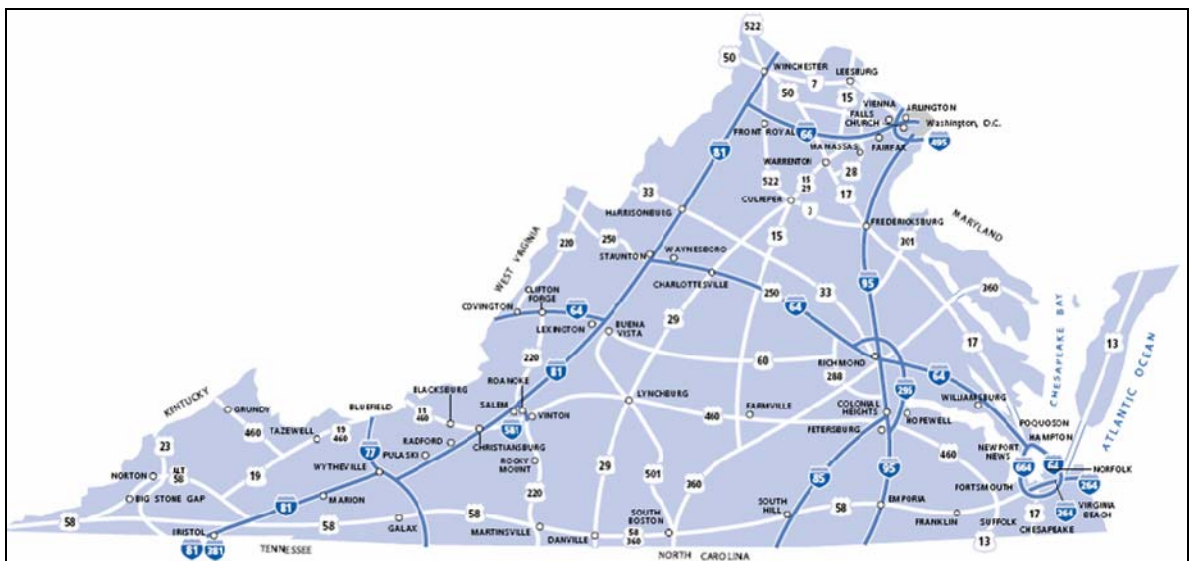 522
50
WINCHESTER
7
LEESBURG
50
15
VIENNA
ARLINGTON
FALLS
CHURCH
Washington, D.C.
FRONT ROYAL
66
MANASSAS
FAIRFAX
495
81
WARRENTON
28
522
15
29
17
33
CULPEPER
3
HARRISONBURG
FREDERICKSBURG
MARYLAND
WEST VIRGINIA
220
250
15
301
STAUNTON
WAYNESBORO
CHARLOTTESVILLE
95
360
250
33
64
COVINGTON
CLIFTON
FORGE
64
LEXINGTON
BUENA
VISTA
29
CHESAPEAKE BAY
13
ATLANTIC OCEAN
17
220
60
RICHMOND
288
64
81
295
ROANOKE
BLACKSBURG
KENTUCKY
GRUNDY
BLUEFIELD
11
460
SALEM
VINTON
581
LYNCHBURG
460
FARMVILLE
COLONIAL
HEIGHTS
HOPEWELL
WILLIAMSBURG
POQUOSON
HAMPTON
TAZEWELL
19
460
460
23
RADFORD
PULASKI
CHRISTIANSBURG
PETERSBURG
460
NEWPORT
NEWS
664
64
NORFOLK
77
WYTHEVILLE
ROCKY
MOUNT
NORTON
ALT
58
19
29
501
360
85
95
PORTSMOUTH
264
BIG STONE GAP
MARION
81
220
SOUTH
HILL
58
EMPORIA
VIRGINIA
BEACH
264
58
58
GALAX
58
MARTINSVILLE
SOUTH
BOSTON
FRANKLIN
SUFFOLK
17
CHESAPEAKE
BRISTOL
DANVILLE
58
360
13
81
381
TENNESSEE
NORTH CAROLINA